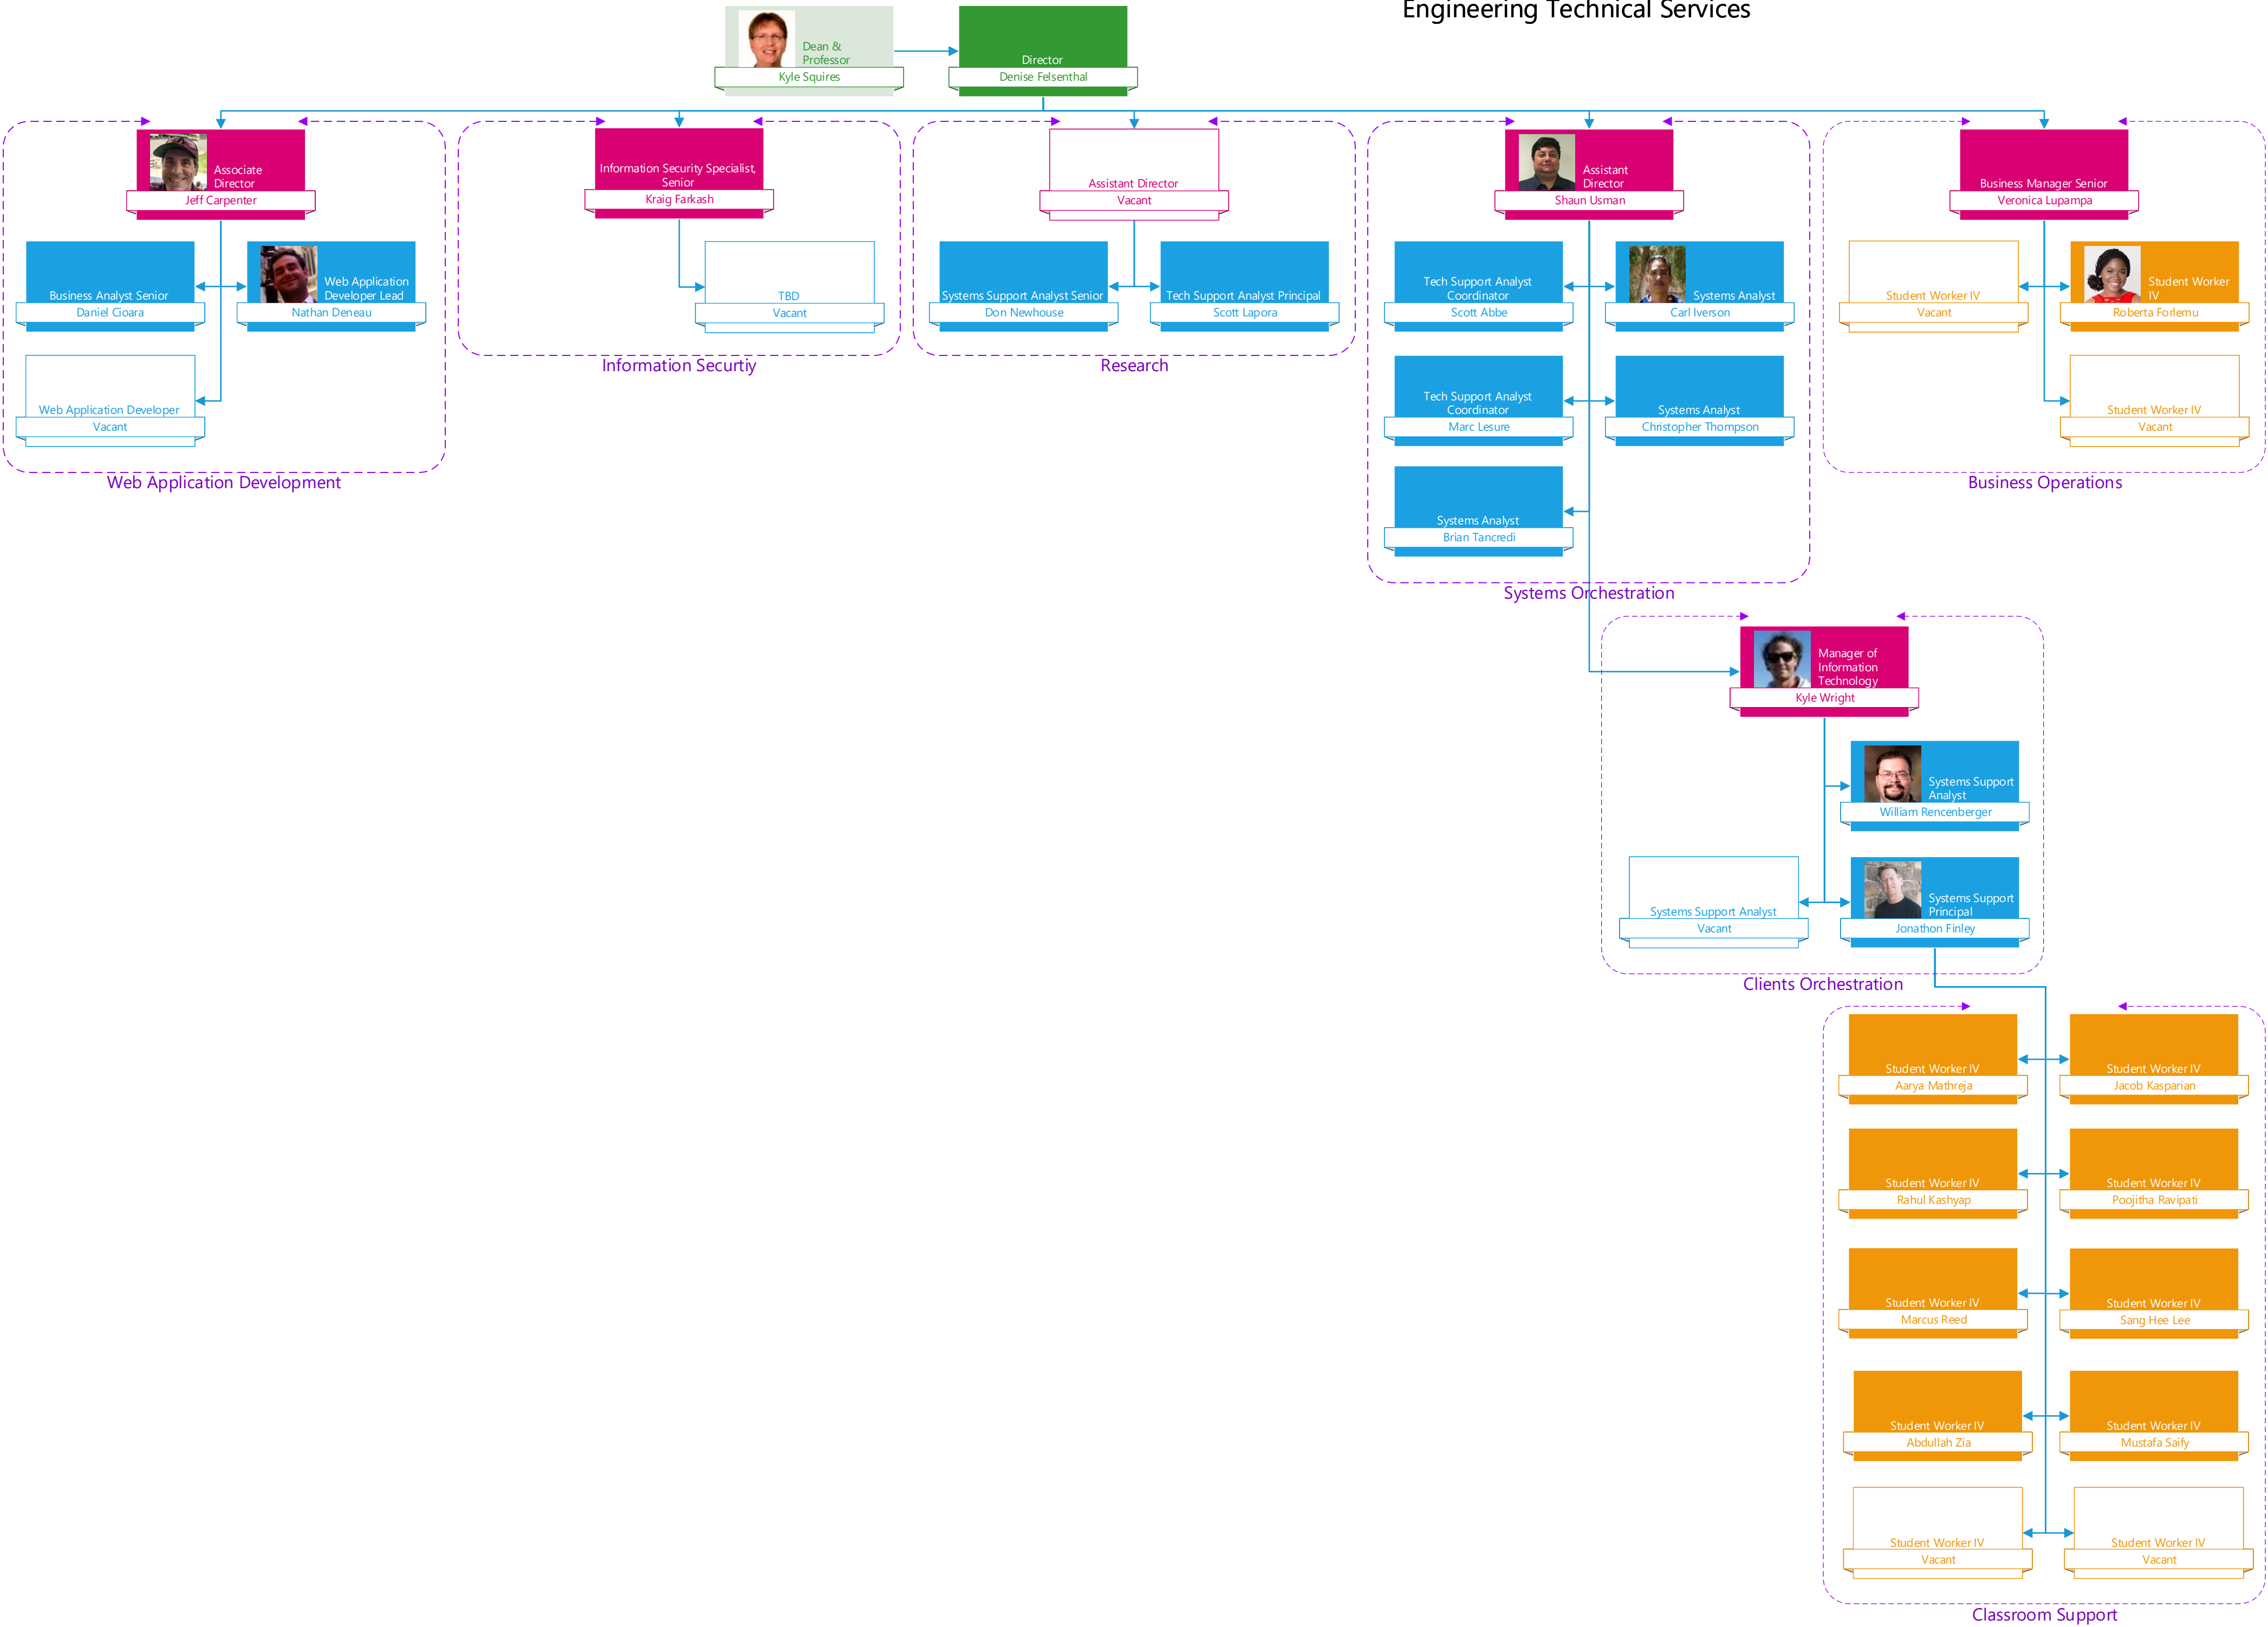 Engineering Technical Services
Dean &
Professor
Kyle Squires
Director
Denise Felsenthal
Associate
Director
Jeff Carpenter
Business Analyst Senior
Daniel Cioara
Web Application
Developer Lead
Nathan Deneau
Web Application Developer
Vacant
Web Application Development
Information Security Specialist,
Senior
Kraig Farkash
TBD
Vacant
Information Securtiy
Assistant Director
Vacant
Systems Support Analyst Senior
Don Newhouse
Tech Support Analyst Principal
Scott Lapora
Research
Assistant
Director
Shaun Usman
Tech Support Analyst
Coordinator
Scott Abbe
Systems Analyst
Carl Iverson
Tech Support Analyst
Coordinator
Marc Lesure
Systems Analyst
Christopher Thompson
Systems Analyst
Brian Tancredi
Systems Orchestration
Business Manager Senior
Veronica Lupampa
Student Worker IV
Vacant
Student Worker
IV
Roberta Forlemu
Student Worker IV
Vacant
Business Operations
Manager of
Information
Technology
Kyle Wright
Systems Support
Analyst
William Rencenberger
Systems Support Analyst
Vacant
Systems Support
Principal
Jonathon Finley
Clients Orchestration
Student Worker IV
Aarya Mathreja
Student Worker IV
Jacob Kasparian
Student Worker IV
Rahul Kashyap
Student Worker IV
Poojitha Ravipati
Student Worker IV
Marcus Reed
Student Worker IV
Sang Hee Lee
Student Worker IV
Abdullah Zia
Student Worker IV
Mustafa Saify
Student Worker IV
Vacant
Student Worker IV
Vacant
Classroom Support